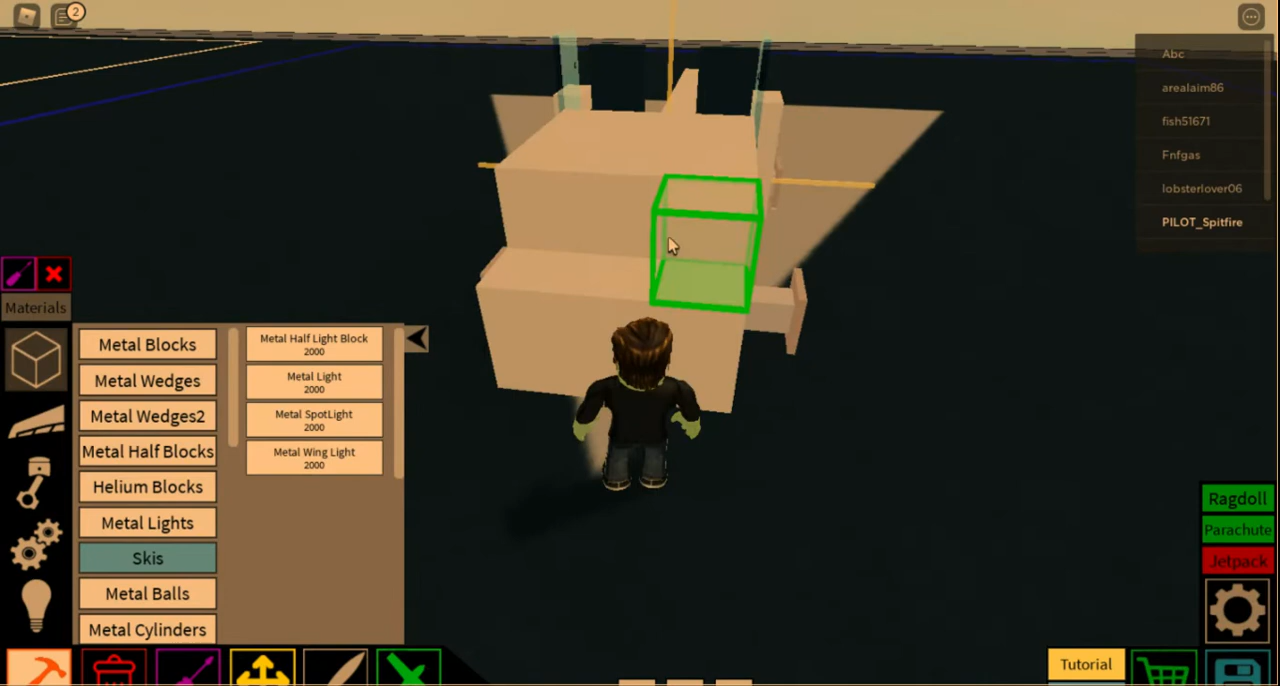 2
Abc
arealaim86
fish51671
Fnfgas
lobsterlover06
PILOT_Spitfire
Materials
Metal Blocks
Metal Wedges
Metal Wedges2
Metal Half Blocks
Helium Blocks
Metal Lights
Skis
Metal Balls
Metal Cylinders
Metal Half Light Block
2000
Metal Light
2000
Metal SpotLight
2000
Metal Wing Light
2000
Ragdoll
Parachute
Jetpack
Tutorial